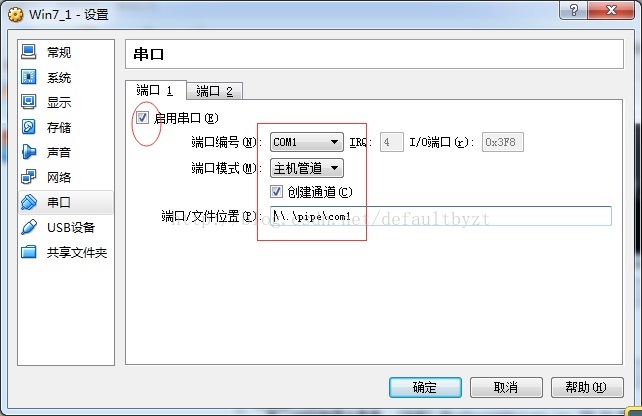 Win7_1 - 设置
常规
系统
显示
存储
声音
网络
串口
USB设备
共享文件夹
串口
端口 1 端口 2
启用串口(E)
端口编号(N): COM1 IRQ: 4 I/O端口(r): 0x3F8
端口模式(M): 主机管道
创建通道(C)
端口/文件位置(P): \\.\pipe\com1
http://blog.csdn.net/defaultbyzt
确定 取消 帮助(H)